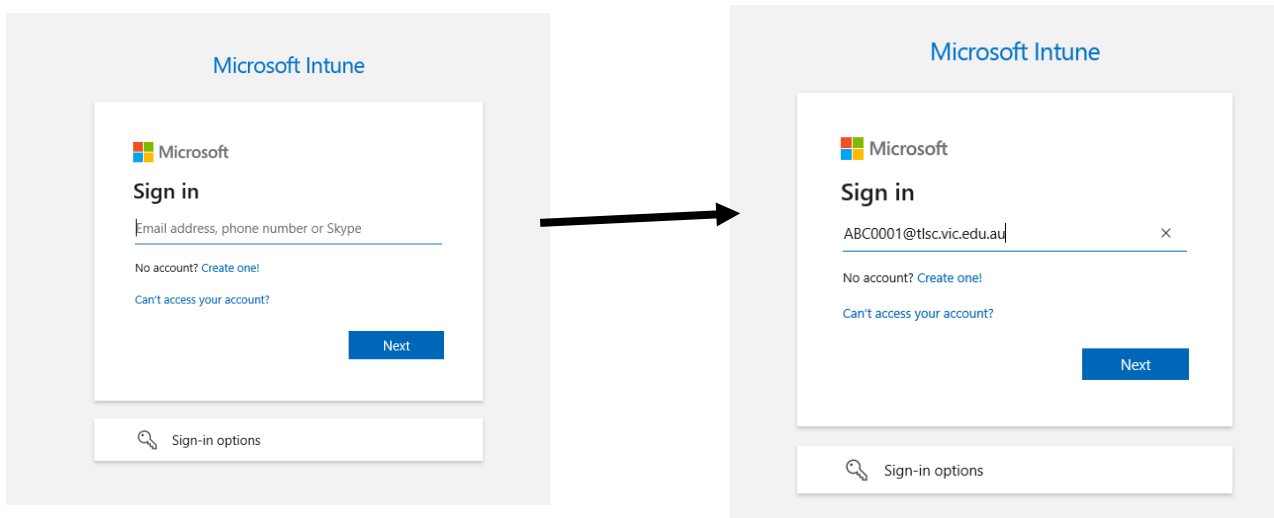 Microsoft Intune
Microsoft
Sign in
Email address, phone number or Skype
No account? Create one!
Can't access your account?
Next
Sign-in options
Microsoft Intune
Microsoft
Sign in
ABC0001@tlsc.vic.edu.au
No account? Create one!
Can't access your account?
Next
Sign-in options